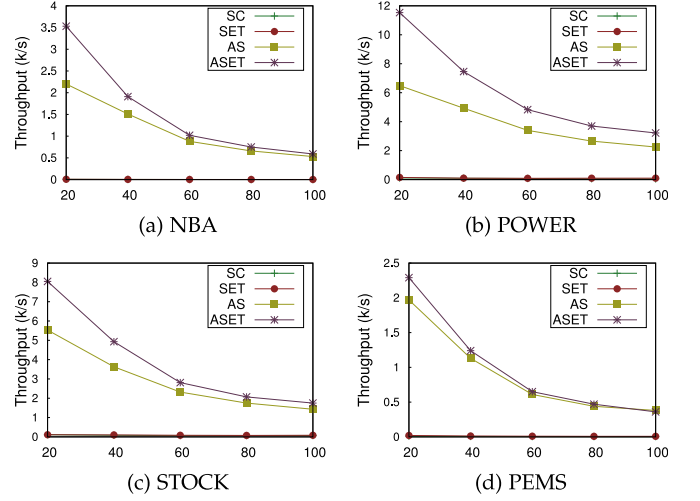 Throughput (k/s)
4
3.5
3
2.5
2
1.5
1
0.5
0
SC
SET
AS
ASET
20 40 60 80 100
(a) NBA
Throughput (k/s)
12
10
8
6
4
2
0
SC
SET
AS
ASET
20 40 60 80 100
(b) POWER
Throughput (k/s)
9
8
7
6
5
4
3
2
1
0
SC
SET
AS
ASET
20 40 60 80 100
(c) STOCK
Throughput (k/s)
2.5
2
1.5
1
0.5
0
SC
SET
AS
ASET
20 40 60 80 100
(d) PEMS